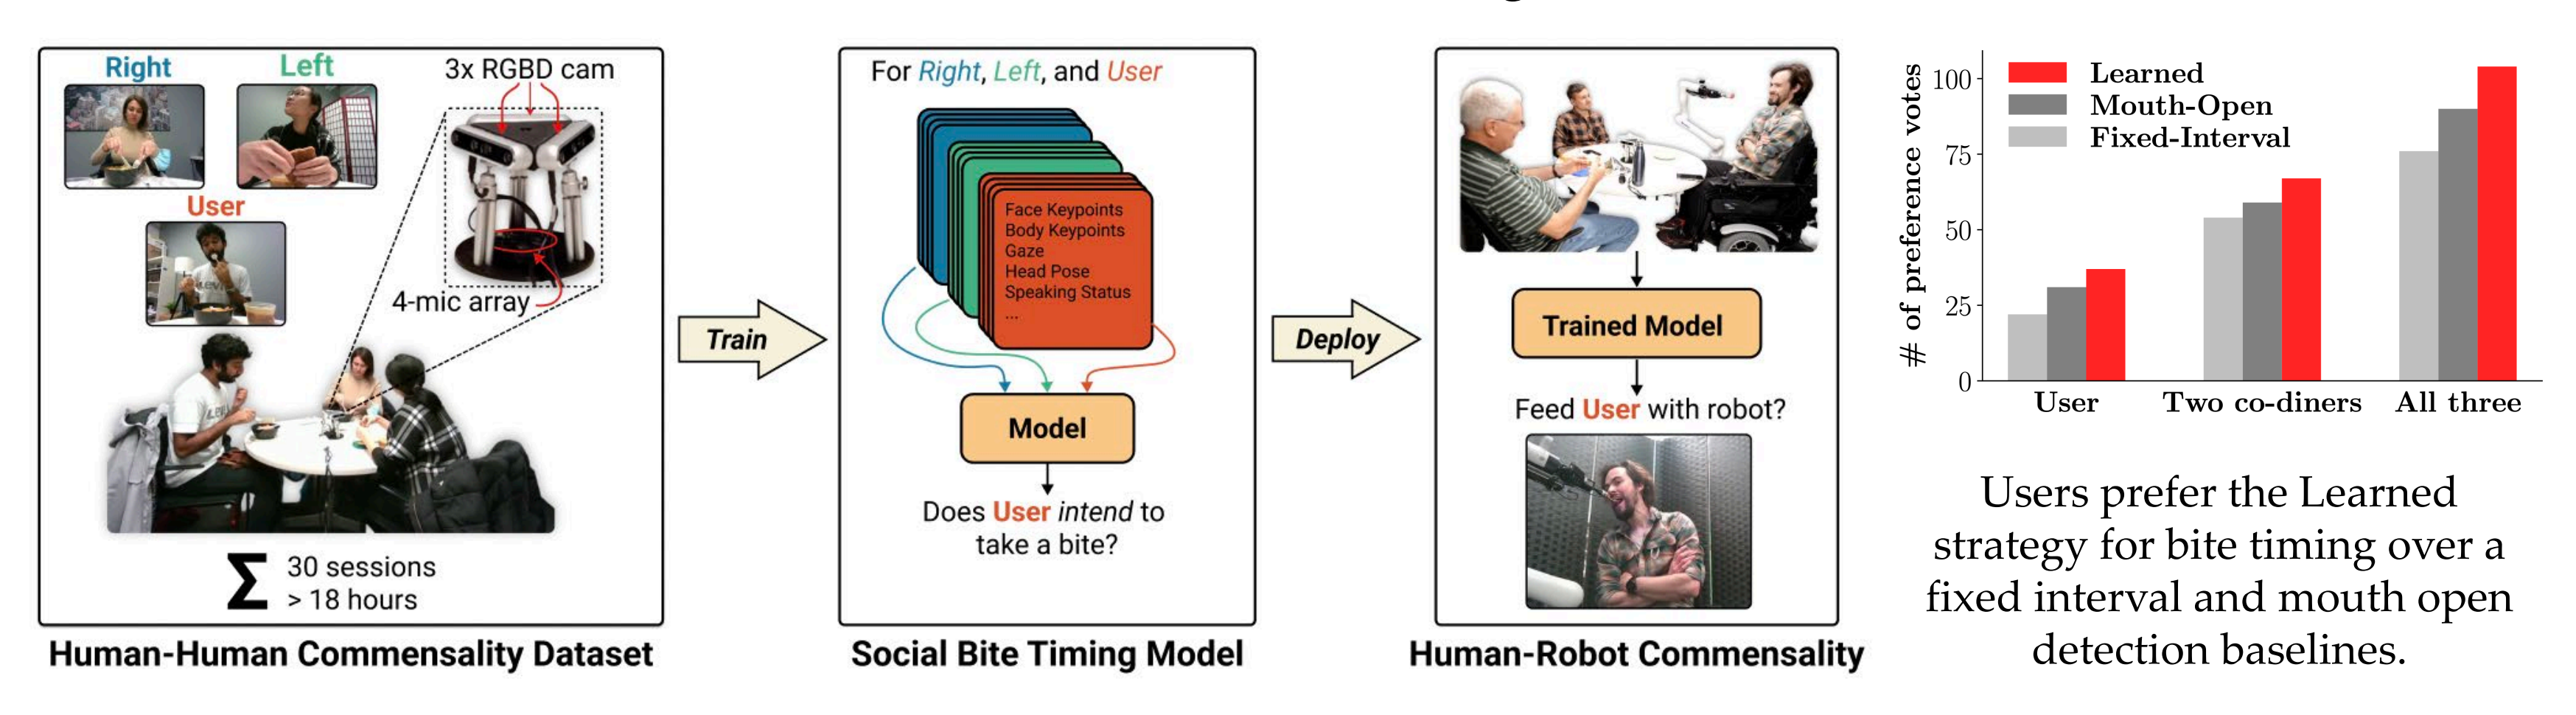 Right
Left
3x RGBD cam
User
4-mic array
Σ 30 sessions
> 18 hours
Human-Human Commensality Dataset
Train
For Right, Left, and User
Face Keypoints
Body Keypoints
Gaze
Head Pose
Speaking Status
...
Model
Does User intend to
take a bite?
Social Bite Timing Model
Deploy
Trained Model
Feed User with robot?
Human-Robot Commensality
# of preference votes
100
75
50
25
0
Learned
Mouth-Open
Fixed-Interval
User
Two co-diners
All three
Users prefer the Learned
strategy for bite timing over a
fixed interval and mouth open
detection baselines.